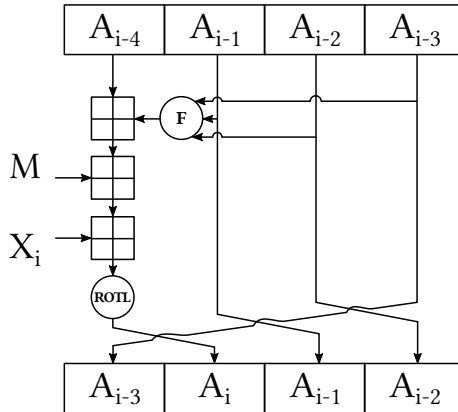 A_{i-4} A_{i-1} A_{i-2} A_{i-3}
F
M
X_i
ROTL
A_{i-3} A_i A_{i-1} A_{i-2}